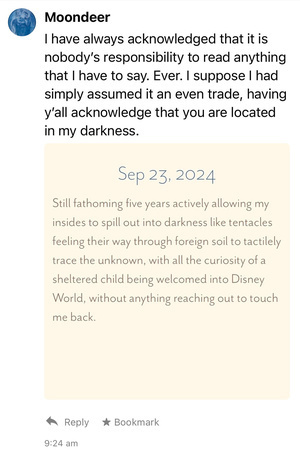 Moondeer
I have always acknowledged that it is
nobody's responsibility to read anything
that I have to say. Ever. I suppose I had
simply assumed it an even trade, having
y'all acknowledge that you are located
in my darkness.
Sep 23, 2024
Still fathoming five years actively allowing my
insides to spill out into darkness like tentacles
feeling their way through foreign soil to tactilely
trace the unknown, with all the curiosity of a
sheltered child being welcomed into Disney
World, without anything reaching out to touch
me back.
Reply Bookmark
9:24 am